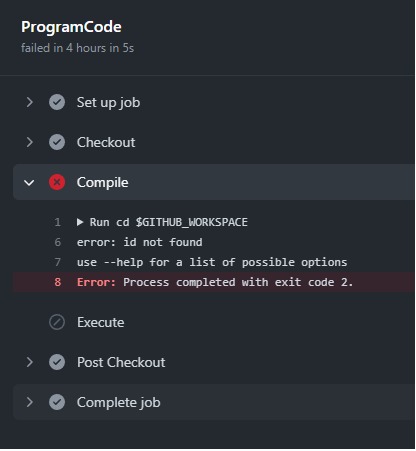 ProgramCode
failed in 4 hours in 5s
Set up job
Checkout
Compile
1 Run cd $GITHUB_WORKSPACE
6 error: id not found
7 use --help for a list of possible options
8 Error: Process completed with exit code 2.
Execute
Post Checkout
Complete job